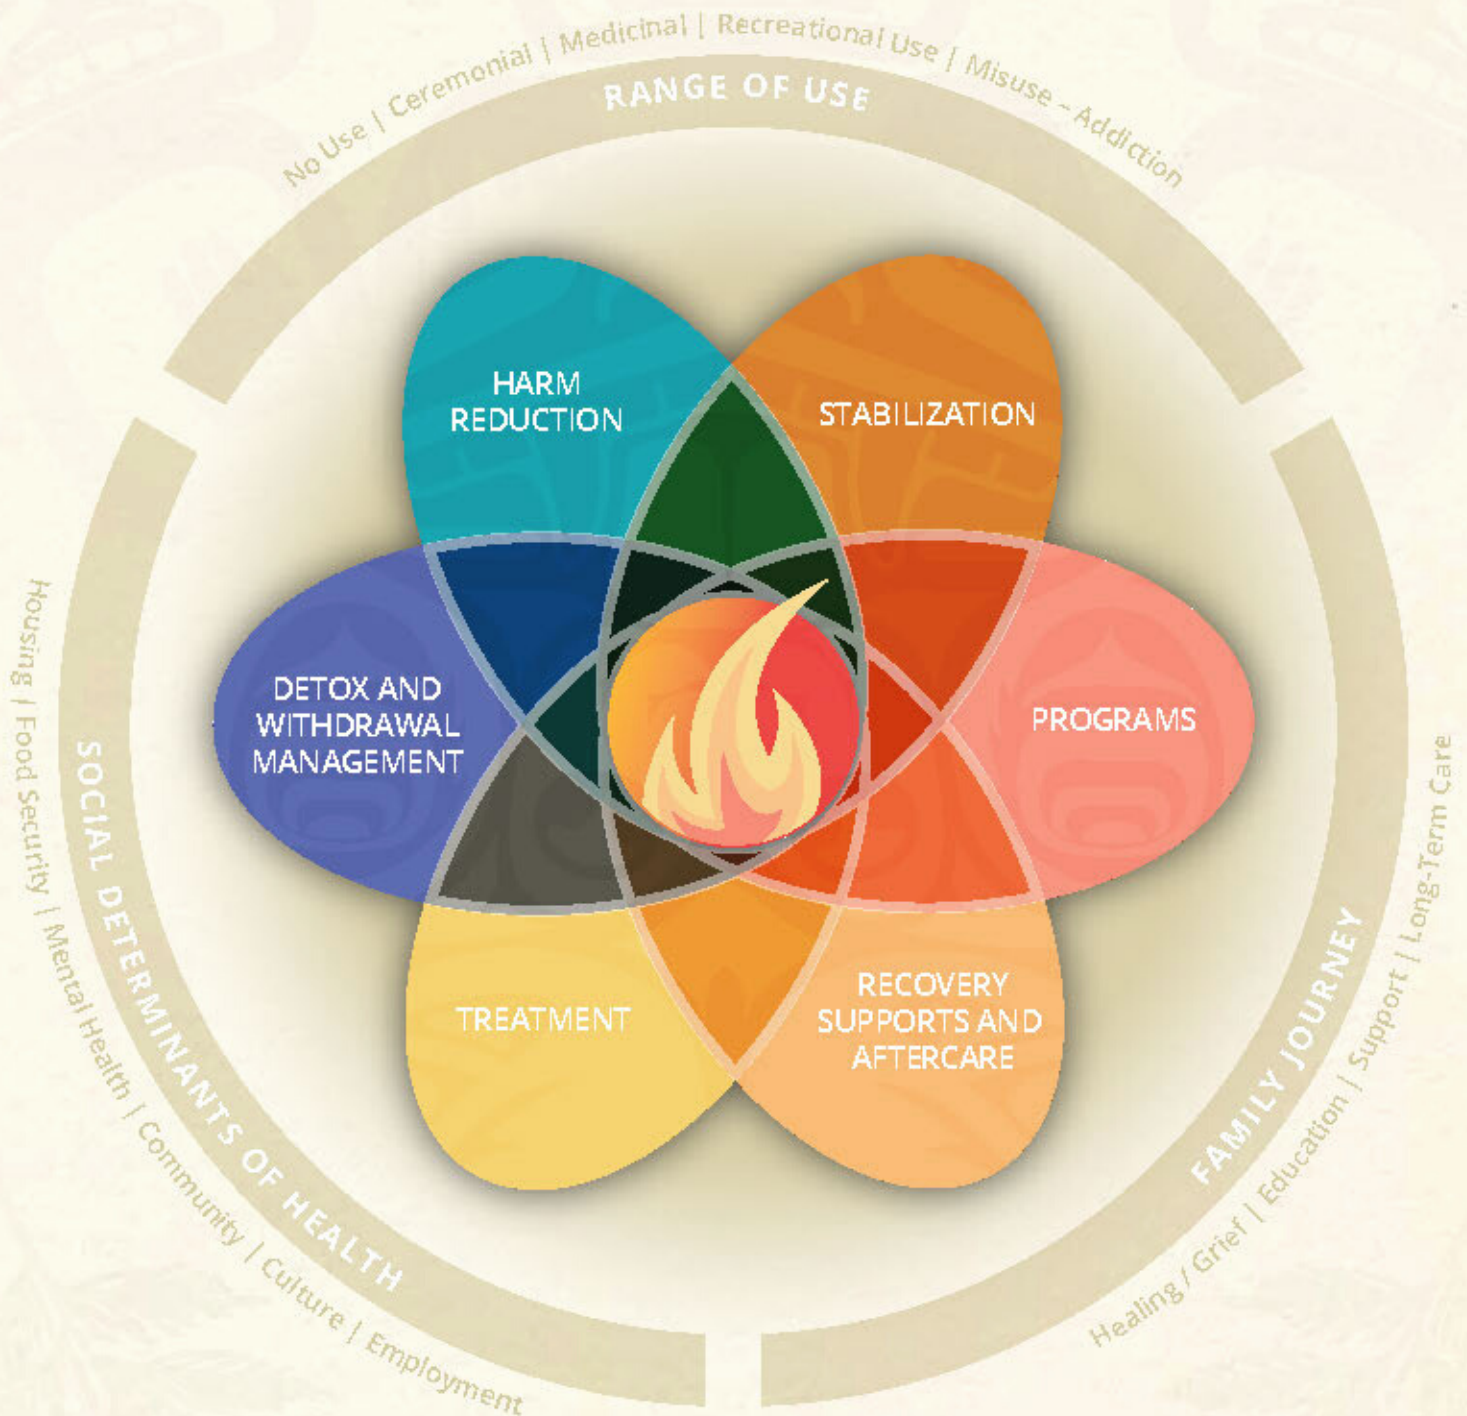 No Use | Ceremonial | Medicinal | Recreational Use | Misuse – Addiction
RANGE OF USE
HARM
REDUCTION
STABILIZATION
DETOX AND
WITHDRAWAL
MANAGEMENT
PROGRAMS
TREATMENT
RECOVERY
SUPPORTS AND
AFTERCARE
SOCIAL DETERMINANTS OF HEALTH
Housing | Food Security | Mental Health | Community | Culture | Employment
FAMILY JOURNEY
Healing / Grief | Education | Support | Long-Term Care